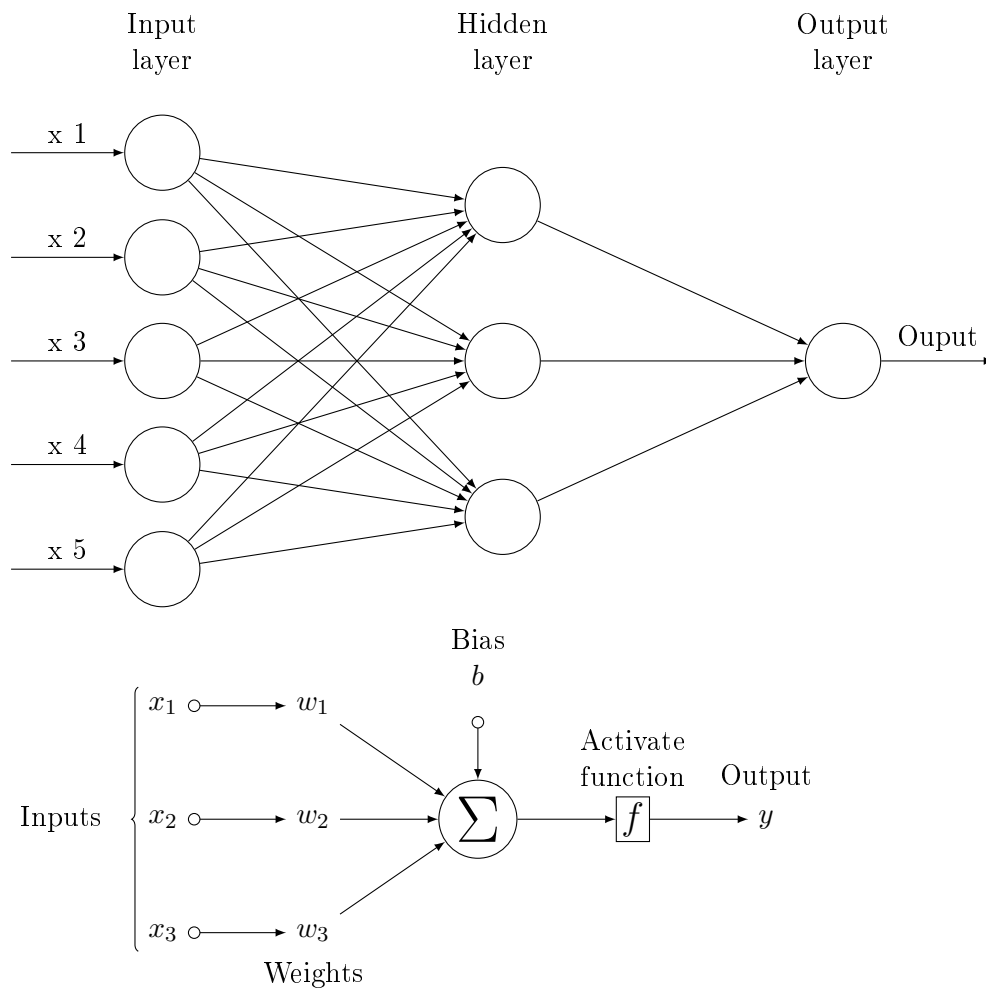 Input
layer
Hidden
layer
Output
layer
x 1
x 2
x 3
x 4
x 5
Ouput
Bias
b
x₁
w₁
Activate
function
Output
Inputs
x₂
w₂
∑
f
y
x₃
w₃
Weights